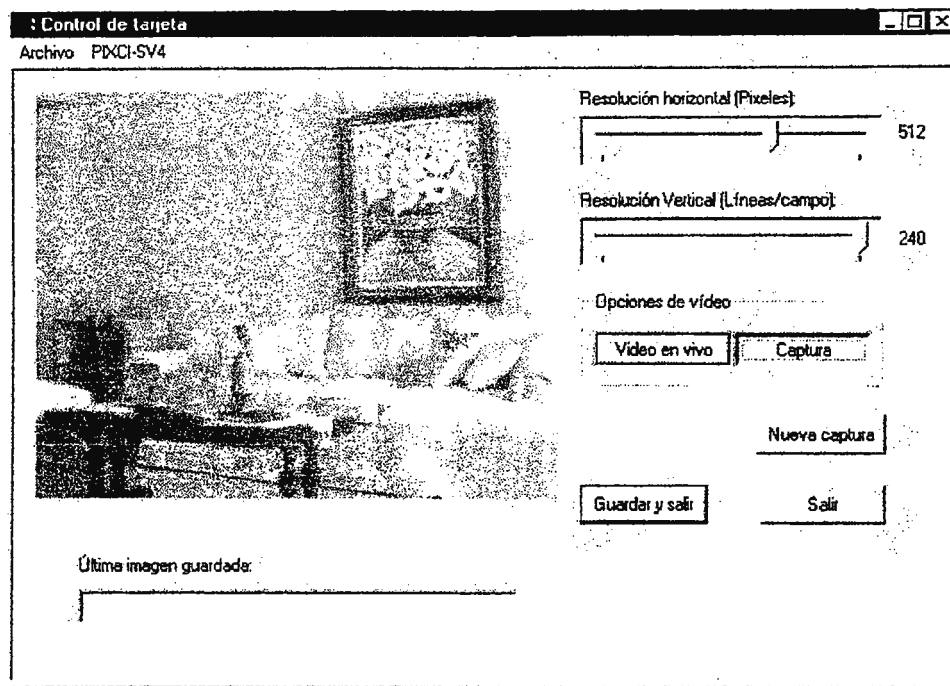 Control de tarjeta
Archivo PIXCI-SV4
Resolución horizontal (Pixeles):
512
Resolución Vertical (Líneas/campo):
240
Opciones de vídeo
Video en vivo
Captura
Nueva captura
Guardar y salir
Salir
Última imagen guardada: